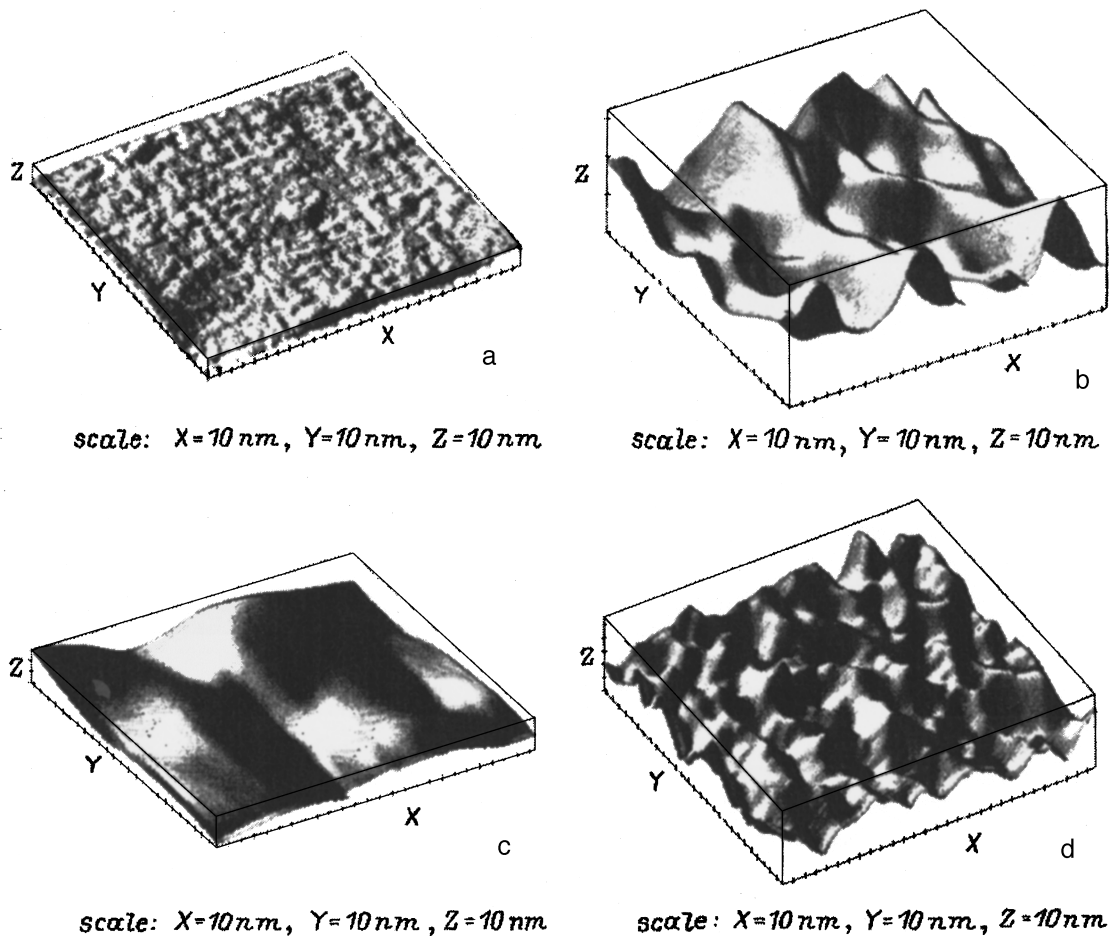 Z
Y
X
a
scale: X=10nm, Y=10nm, Z=10nm
Z
Y
X
b
scale: X=10nm, Y=10nm, Z=10nm
Z
Y
X
c
scale: X=10nm, Y=10nm, Z=10nm
Z
Y
X
d
scale: X=10nm, Y=10nm, Z=10nm